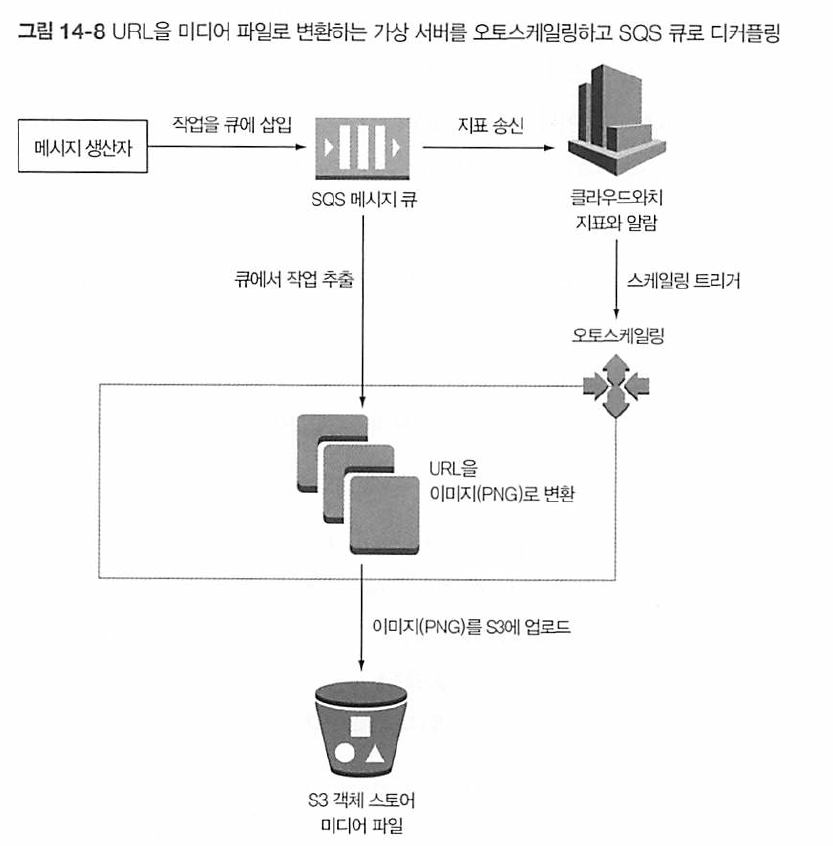 그림 14-8 URL을 미디어 파일로 변환하는 가상 서버를 오토스케일링하고 SQS 큐로 디커플링
메시지 생산자
작업을 큐에 삽입
SQS 메시지 큐
지표 송신
클라우드와치
지표와 알람
큐에서 작업 추출
스케일링 트리거
오토스케일링
URL을
이미지(PNG)로 변환
이미지(PNG)를 S3에 업로드
S3 객체 스토어
미디어 파일